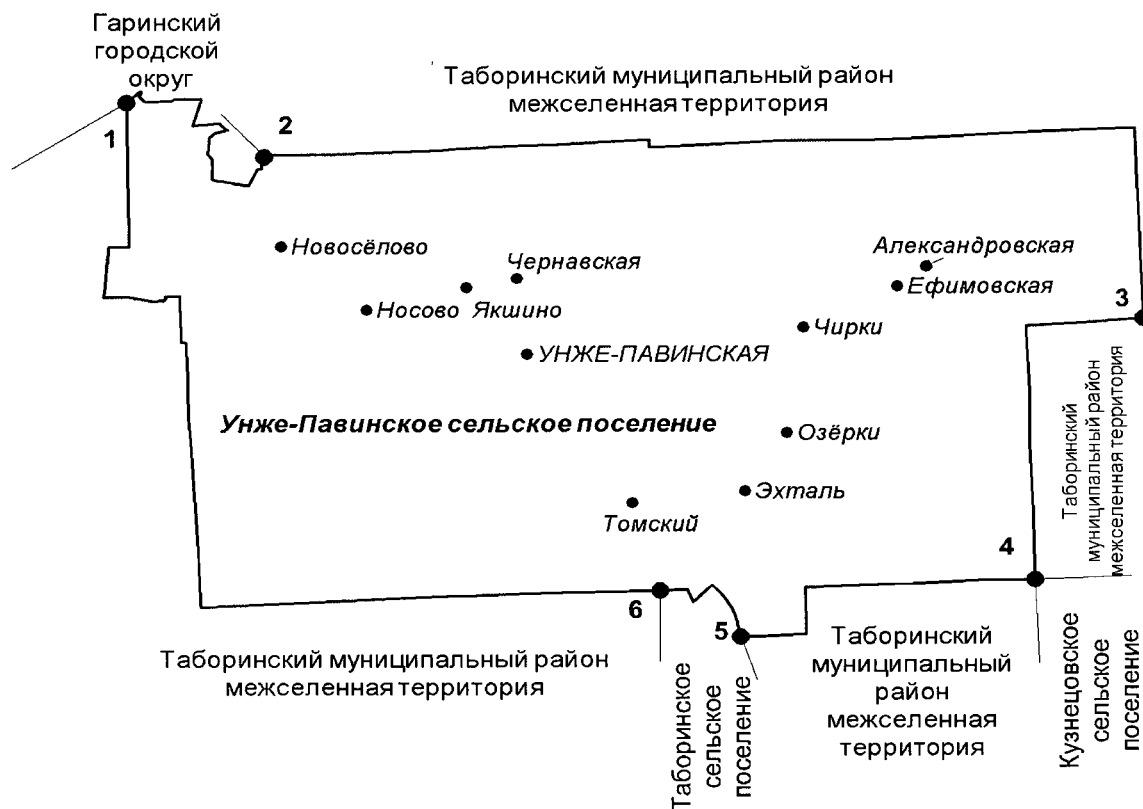 Гаринский
городской
округ
Таборинский муниципальный район
межселенная территория
1
2
Новосёлово
Чернавская
Александровская
Ефимовская
Носово
Якшино
Чирки
3
УНЖЕ-ПАВИНСКАЯ
Унже-Павинское сельское поселение
Озёрки
Эхталь
Томский
Таборинский
муниципальный район
межселенная территория
4
6
5
Таборинский муниципальный район
межселенная территория
Таборинское
сельское
поселение
Таборинский
муниципальный
район
межселенная
территория
Кузнецовское
сельское
поселение